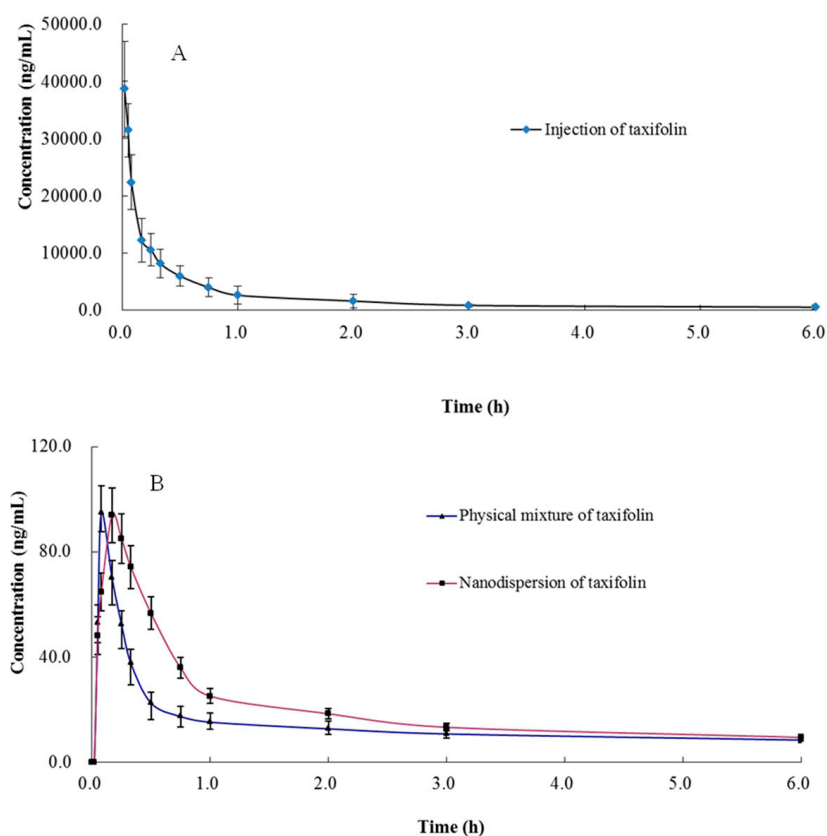 50000.0
A
40000.0
30000.0
Injection of taxifolin
20000.0
10000.0
0.0
Concentration (ng/mL)
0.0 1.0 2.0 3.0 4.0 5.0 6.0
Time (h)
120.0
B
Physical mixture of taxifolin
80.0
Nanodispersion of taxifolin
40.0
0.0
Concentration (ng/mL)
0.0 1.0 2.0 3.0 4.0 5.0 6.0
Time (h)